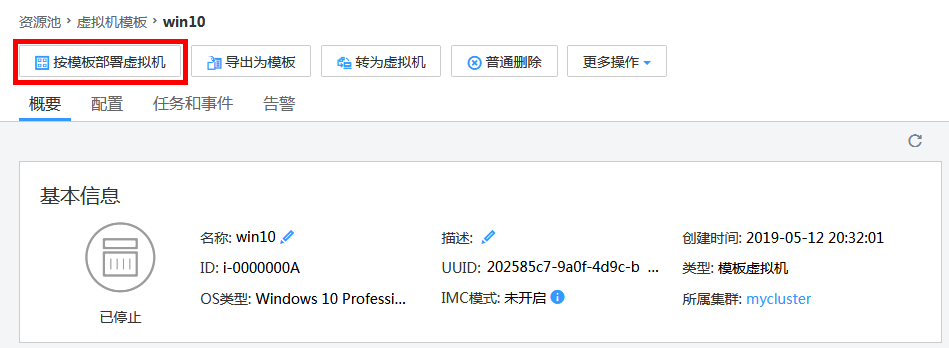 资源池 › 虚拟机模板 › win10
按模板部署虚拟机 导出为模板 转为虚拟机 普通删除 更多操作
概要 配置 任务和事件 告警
基本信息
名称: win10 描述: 创建时间: 2019-05-12 20:32:01
ID: i-0000000A UUID: 202585c7-9a0f-4d9c-b ... 类型: 模板虚拟机
OS类型: Windows 10 Professi... IMC模式: 未开启 所属集群: mycluster
已停止